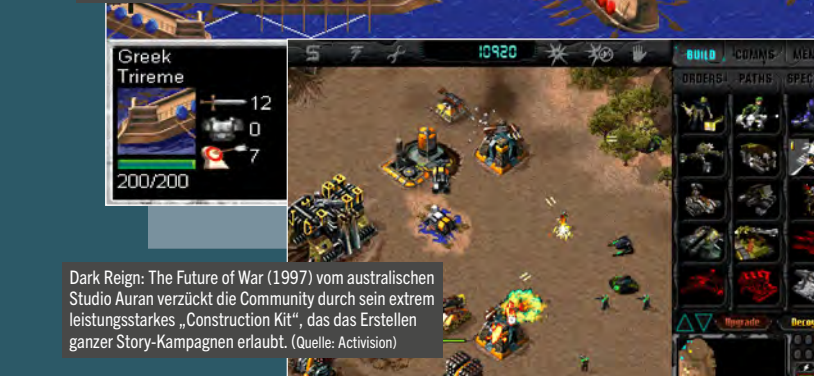 Greek
Trireme
12
0
7
200/200
10920
BUILD COMMS
ORDERS PATHS
Upgrade
Dark Reign: The Future of War (1997) vom australischen
Studio Auran verzückt die Community durch sein extrem
leistungsstarkes „Construction Kit“, das das Erstellen
ganzer Story-Kampagnen erlaubt. (Quelle: Activision)